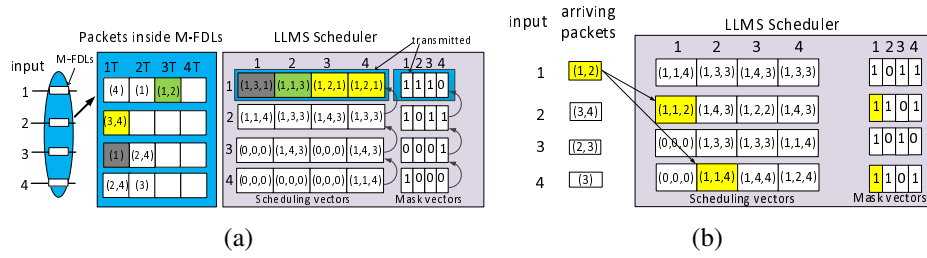 Packets inside M-FDLs
LLMS Scheduler
transmitted
input
M-FDLs
1T 2T 3T 4T
1 2 3 4
1 2 3 4
1
(4) (1) (1,2)
1
(1,3,1) (1,1,3) (1,2,1) (1,2,1)
1 1 1 0
2
(3,4)
2
(1,1,4) (1,3,3) (1,4,3) (1,3,3)
1 0 1 1
3
(1) (2,4)
3
(0,0,0) (1,4,3) (0,0,0) (1,4,3)
0 0 0 1
4
(2,4) (3)
4
(0,0,0) (0,0,0) (0,0,0) (1,1,4)
1 0 0 0
Scheduling vectors
Mask vectors
(a)
input
arriving
packets
LLMS Scheduler
1 2 3 4
1 2 3 4
1
(1,2)
(1,1,4) (1,3,3) (1,4,3) (1,3,3)
1 0 1 1
2
(3,4)
(1,1,2) (1,4,3) (1,2,2) (1,4,3)
1 1 0 1
3
(2,3)
(0,0,0) (1,3,3) (1,3,3) (1,1,4)
1 0 1 0
4
(3)
(0,0,0) (1,1,4) (1,4,4) (1,2,4)
1 1 0 1
Scheduling vectors
Mask vectors
(b)